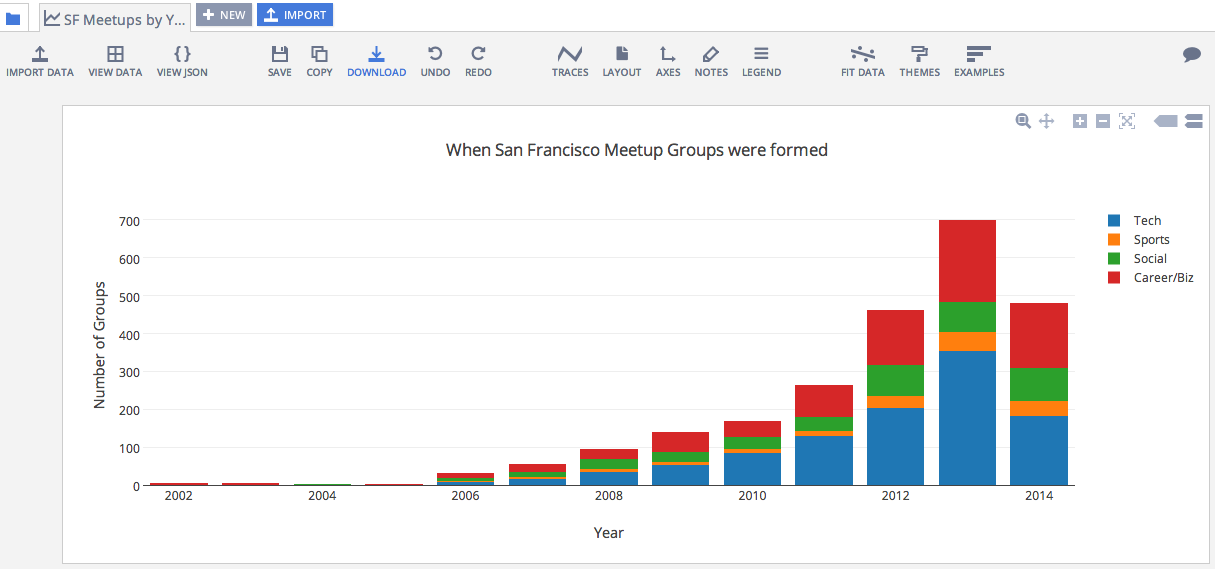 SF Meetups by Y...
NEW
IMPORT
IMPORT DATA
VIEW DATA
VIEW JSON
SAVE
COPY
DOWNLOAD
UNDO
REDO
TRACES
LAYOUT
AXES
NOTES
LEGEND
FIT DATA
THEMES
EXAMPLES
When San Francisco Meetup Groups were formed
700
600
500
400
300
200
100
0
Number of Groups
2002
2004
2006
2008
2010
2012
2014
Year
Tech
Sports
Social
Career/Biz